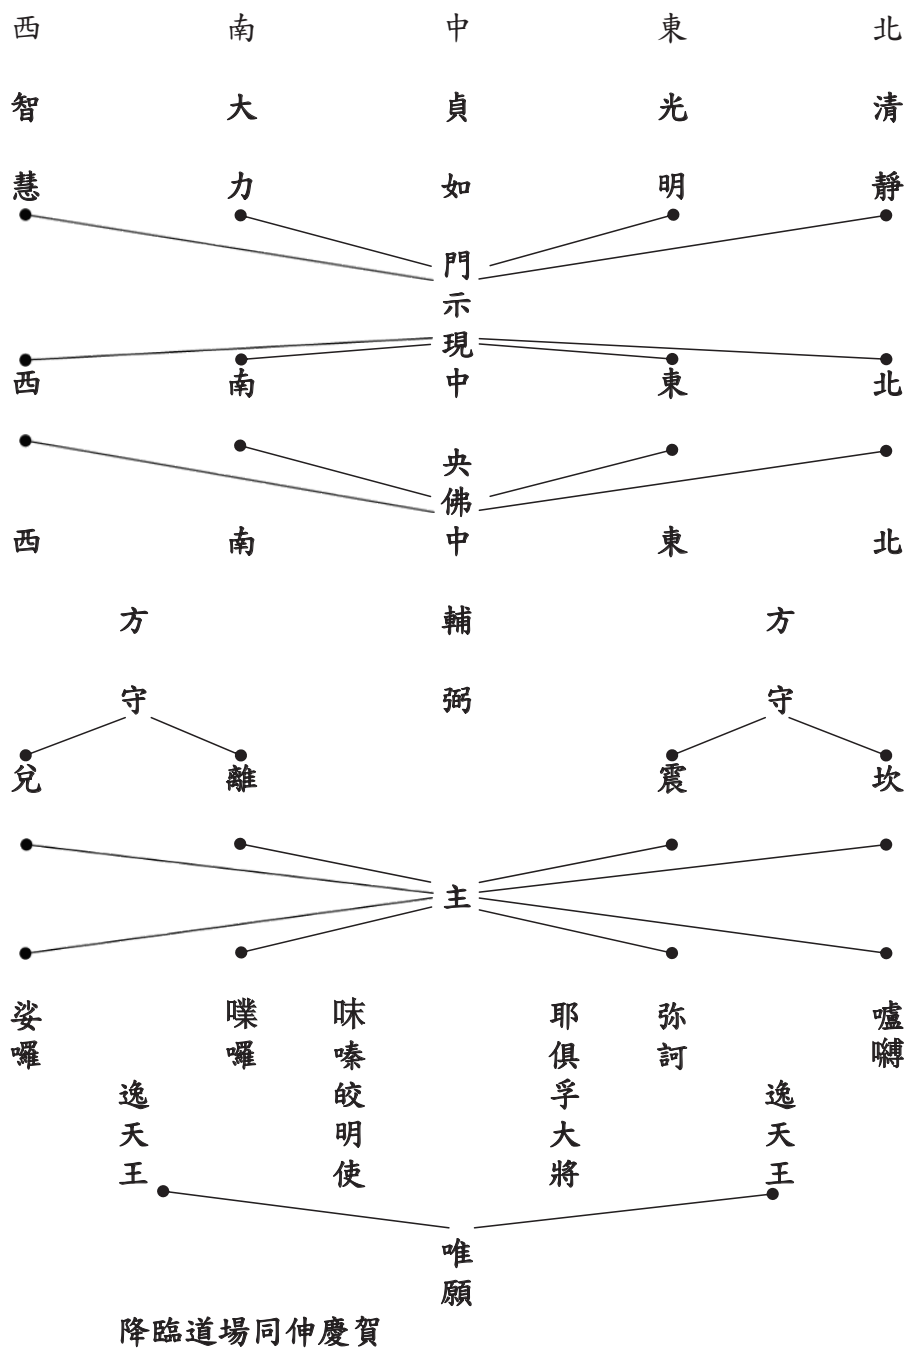 西 南 中 東 北
智 大 貞 光 清
慧 力 如 明 靜
門
示
現
西 南 中 東 北
央
佛
西 南 中 東 北
方 輔 方
守 弼 守
兌 離 震 坎
主
娑 㗼 㕹 耶 弥 嚧
囉 囉 嗪 俱 訶 嚩
逸 皎 孚 逸
天 明 大 天
王 使 將 王
唯
願
降臨道場同伸慶賀